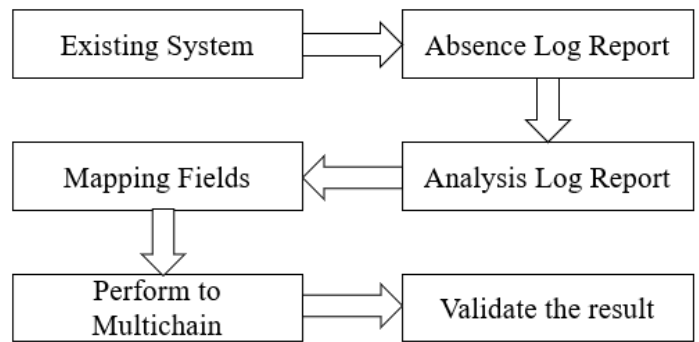 Existing System
Absence Log Report
Mapping Fields
Analysis Log Report
Perform to
Multichain
Validate the result